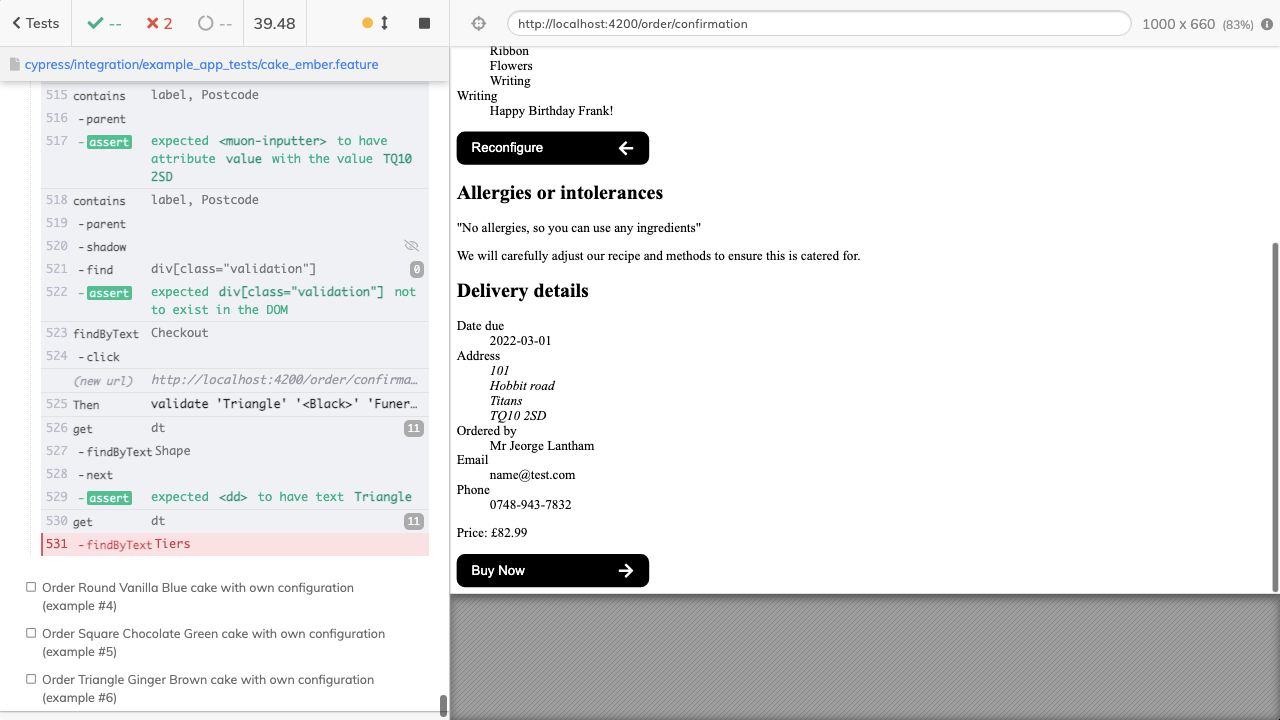 Tests
--
2
--
39.48
http://localhost:4200/order/confirmation
1000 x 660 (83%)
cypress/integration/example_app_tests/cake_ember.feature
515 contains label, Postcode
516 - parent
517 - assert expected <muon-inputter> to have
attribute value with the value TQ10
2SD
518 contains label, Postcode
519 - parent
520 - shadow
521 - find div[class="validation"] 0
522 - assert expected div[class="validation"] not
to exist in the DOM
523 findByText Checkout
524 - click
(new url) http://localhost:4200/order/confirma…
525 Then validate 'Triangle' '<Black>' 'Funer…
526 get dt 11
527 - findByText Shape
528 - next
529 - assert expected <dd> to have text Triangle
530 get dt 11
531 - findByText Tiers
Order Round Vanilla Blue cake with own configuration
(example #4)
Order Square Chocolate Green cake with own configuration
(example #5)
Order Triangle Ginger Brown cake with own configuration
(example #6)
Ribbon
Flowers
Writing
Writing
Happy Birthday Frank!
Reconfigure
Allergies or intolerances
"No allergies, so you can use any ingredients"
We will carefully adjust our recipe and methods to ensure this is catered for.
Delivery details
Date due
2022-03-01
Address
101
Hobbit road
Titans
TQ10 2SD
Ordered by
Mr Jeorge Lantham
Email
name@test.com
Phone
0748-943-7832
Price: £82.99
Buy Now